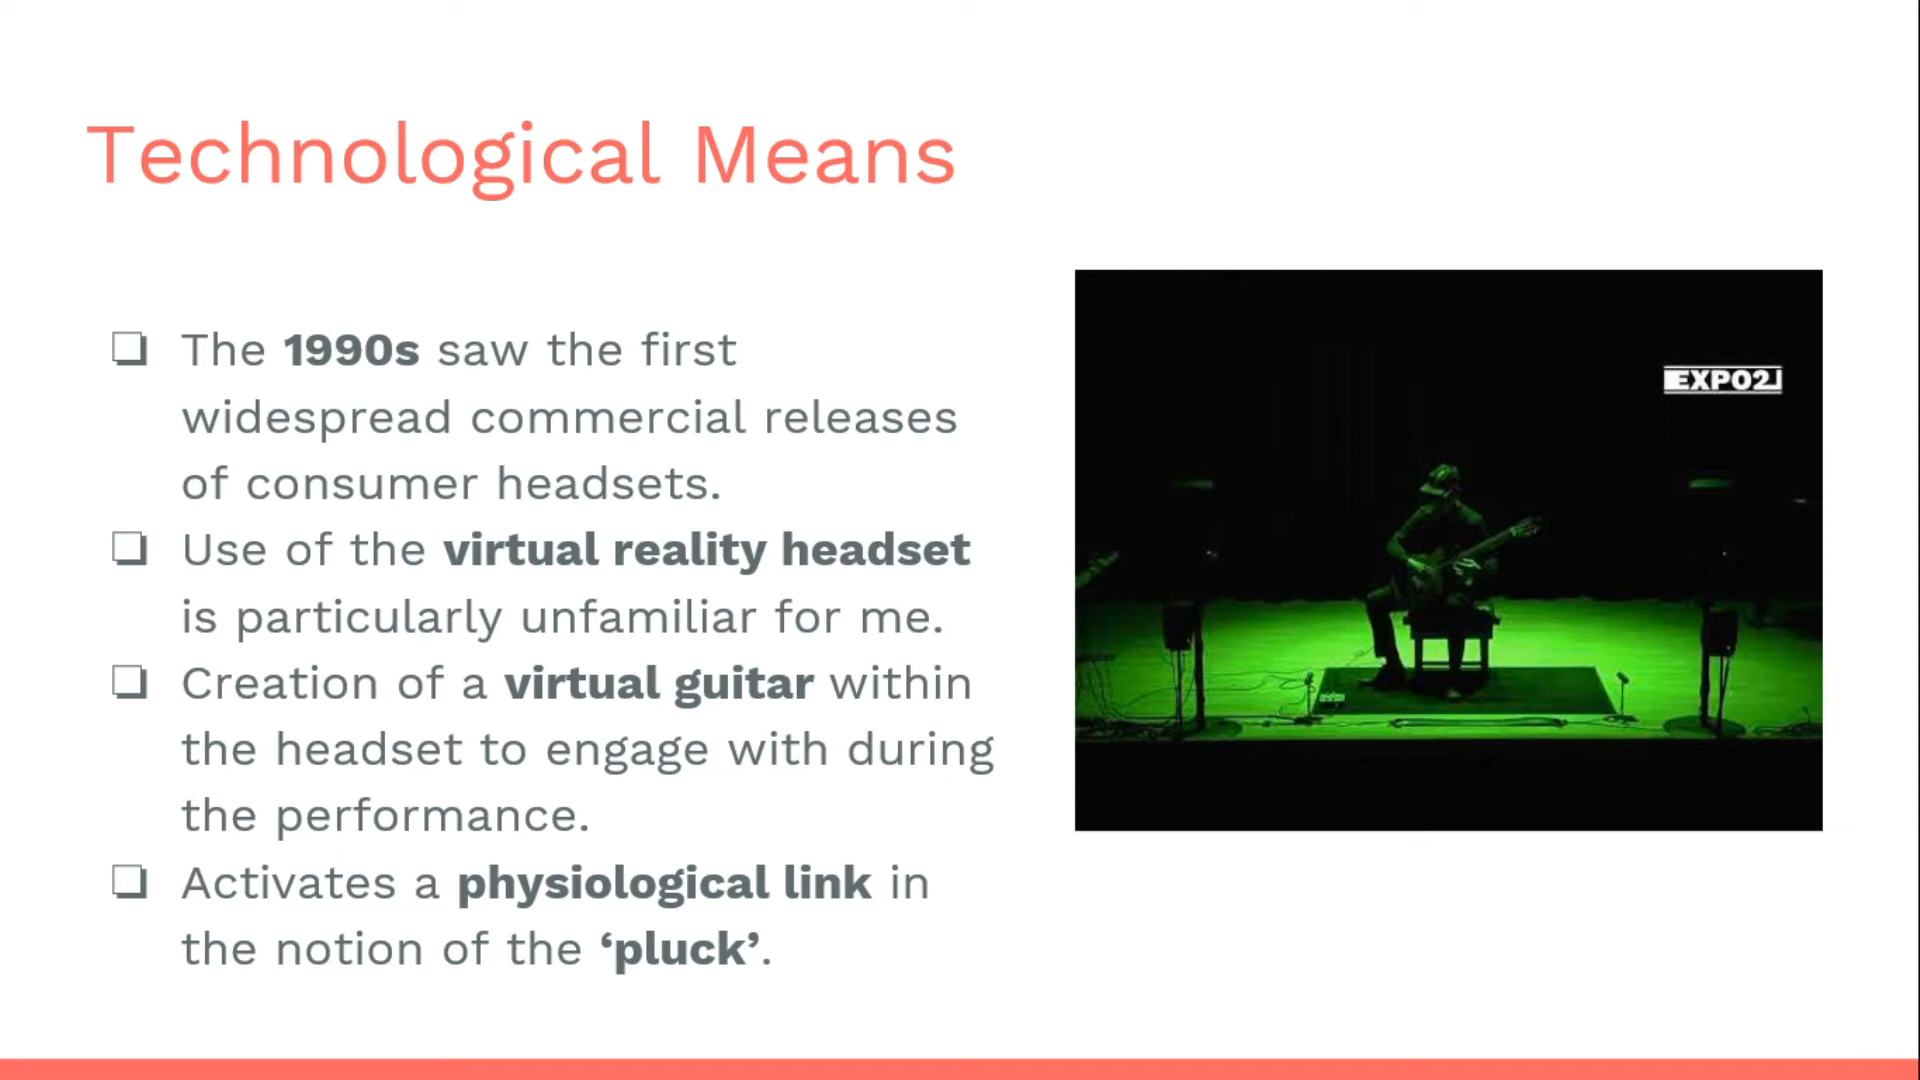 Technological Means
The 1990s saw the first
widespread commercial releases
of consumer headsets.
Use of the virtual reality headset
is particularly unfamiliar for me.
Creation of a virtual guitar within
the headset to engage with during
the performance.
Activates a physiological link in
the notion of the ‘pluck’.
EXPO21